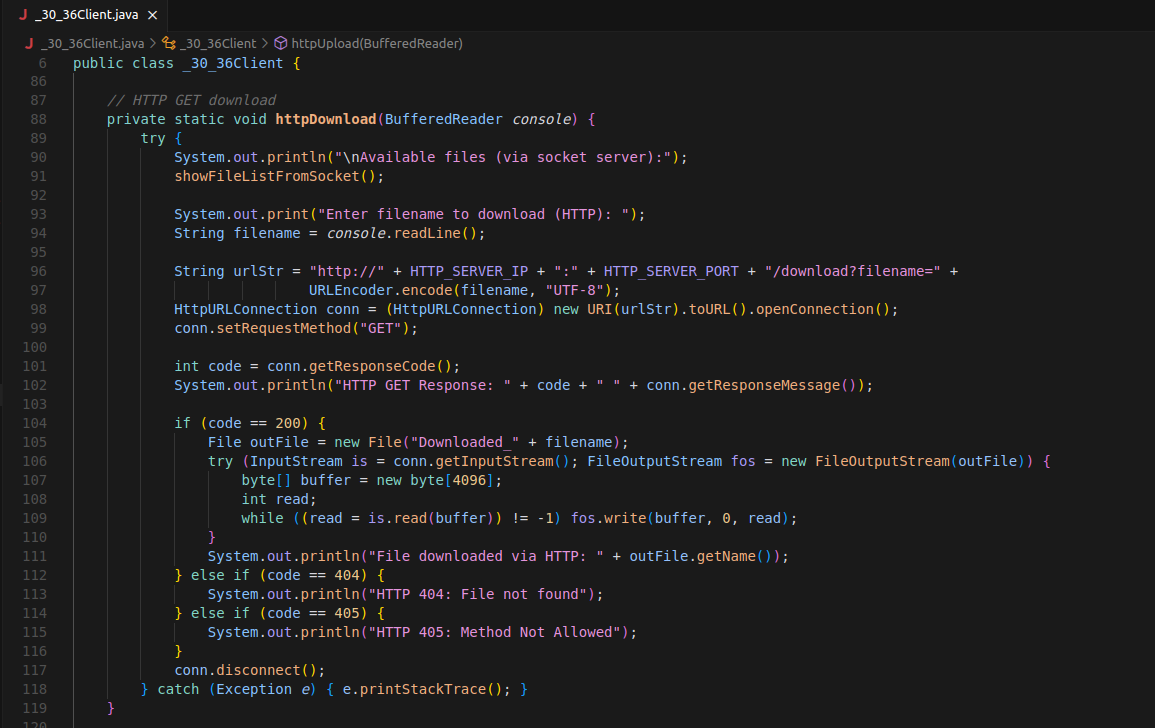 J _30_36Client.java ×
J _30_36Client.java > _30_36Client > httpUpload(BufferedReader)
6 public class _30_36Client {
86
87 // HTTP GET download
88 private static void httpDownload(BufferedReader console) {
89 try {
90 System.out.println("\nAvailable files (via socket server):");
91 showFileListFromSocket();
92
93 System.out.print("Enter filename to download (HTTP): ");
94 String filename = console.readLine();
95
96 String urlStr = "http://" + HTTP_SERVER_IP + ":" + HTTP_SERVER_PORT + "/download?filename=" +
97 URLEncoder.encode(filename, "UTF-8");
98 HttpURLConnection conn = (HttpURLConnection) new URI(urlStr).toURL().openConnection();
99 conn.setRequestMethod("GET");
100
101 int code = conn.getResponseCode();
102 System.out.println("HTTP GET Response: " + code + " " + conn.getResponseMessage());
103
104 if (code == 200) {
105 File outFile = new File("Downloaded_" + filename);
106 try (InputStream is = conn.getInputStream(); FileOutputStream fos = new FileOutputStream(outFile)) {
107 byte[] buffer = new byte[4096];
108 int read;
109 while ((read = is.read(buffer)) != -1) fos.write(buffer, 0, read);
110 }
111 System.out.println("File downloaded via HTTP: " + outFile.getName());
112 } else if (code == 404) {
113 System.out.println("HTTP 404: File not found");
114 } else if (code == 405) {
115 System.out.println("HTTP 405: Method Not Allowed");
116 }
117 conn.disconnect();
118 } catch (Exception e) { e.printStackTrace(); }
119 }
120